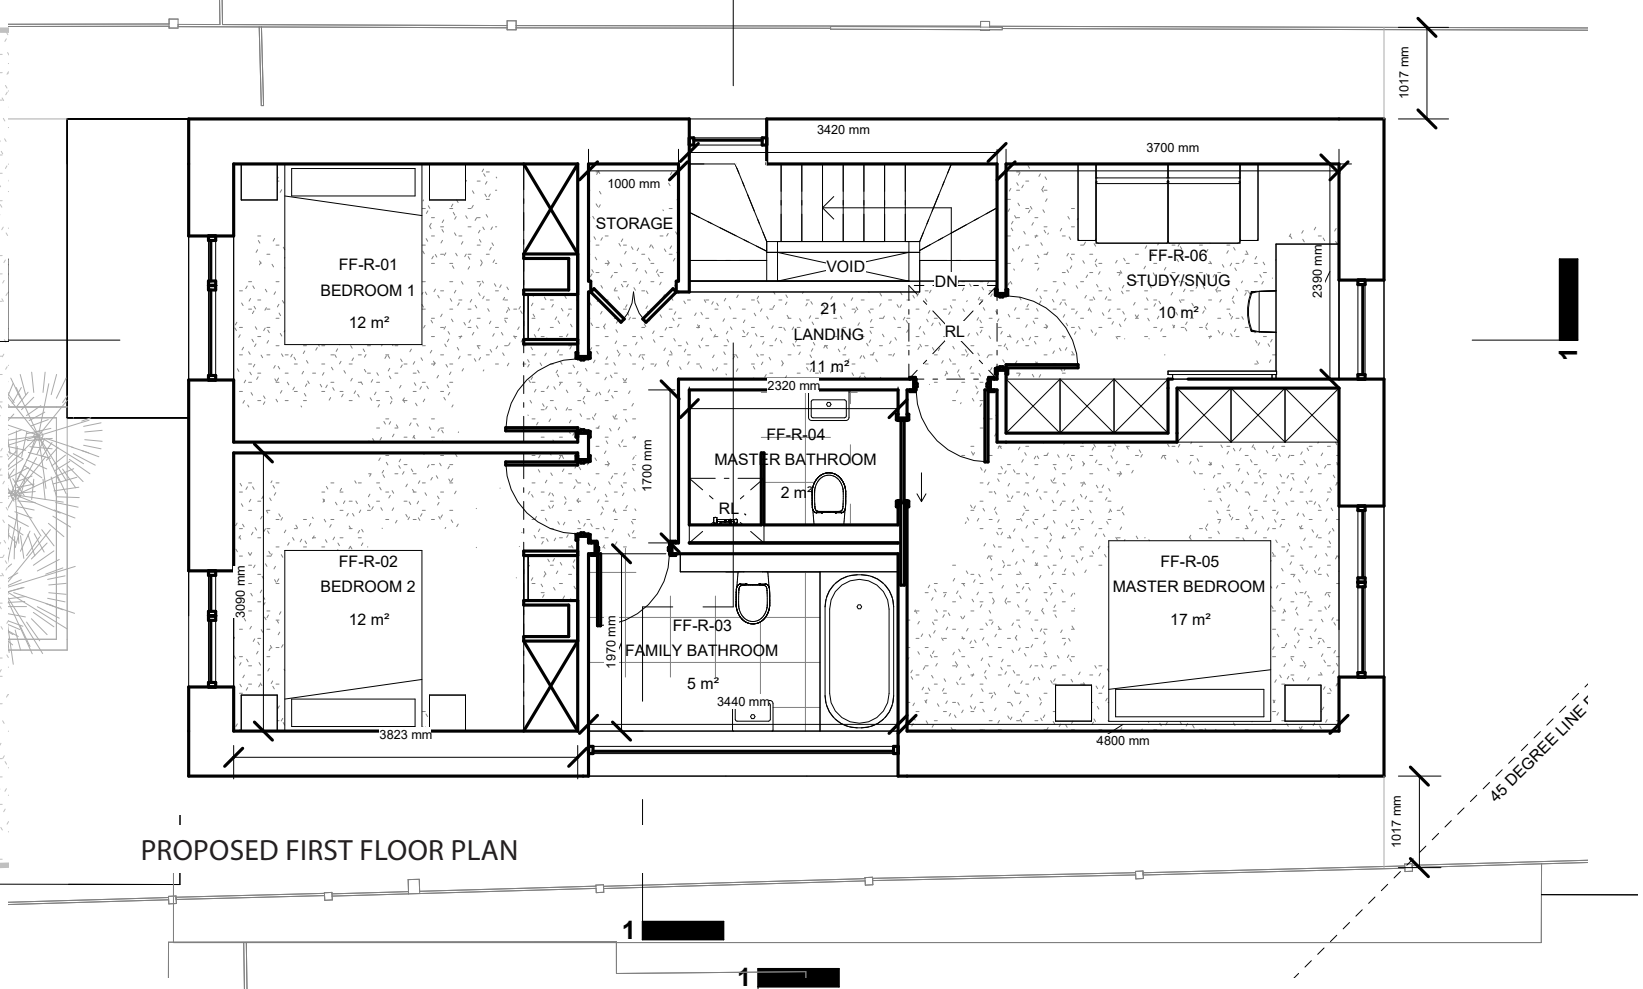 1017 mm
3420 mm
3700 mm
1000 mm
STORAGE
FF-R-01
BEDROOM 1
12 m²
VOID
DN
FF-R-06
STUDY/SNUG
10 m²
2390 mm
21
LANDING
11 m²
RL
2320 mm
1
FF-R-04
MASTER BATHROOM
2 m²
RL
1700 mm
FF-R-02
BEDROOM 2
12 m²
3090 mm
FF-R-03
FAMILY BATHROOM
5 m²
1970 mm
3440 mm
FF-R-05
MASTER BEDROOM
17 m²
3823 mm
4800 mm
45 DEGREE LINE
1017 mm
PROPOSED FIRST FLOOR PLAN
1
1